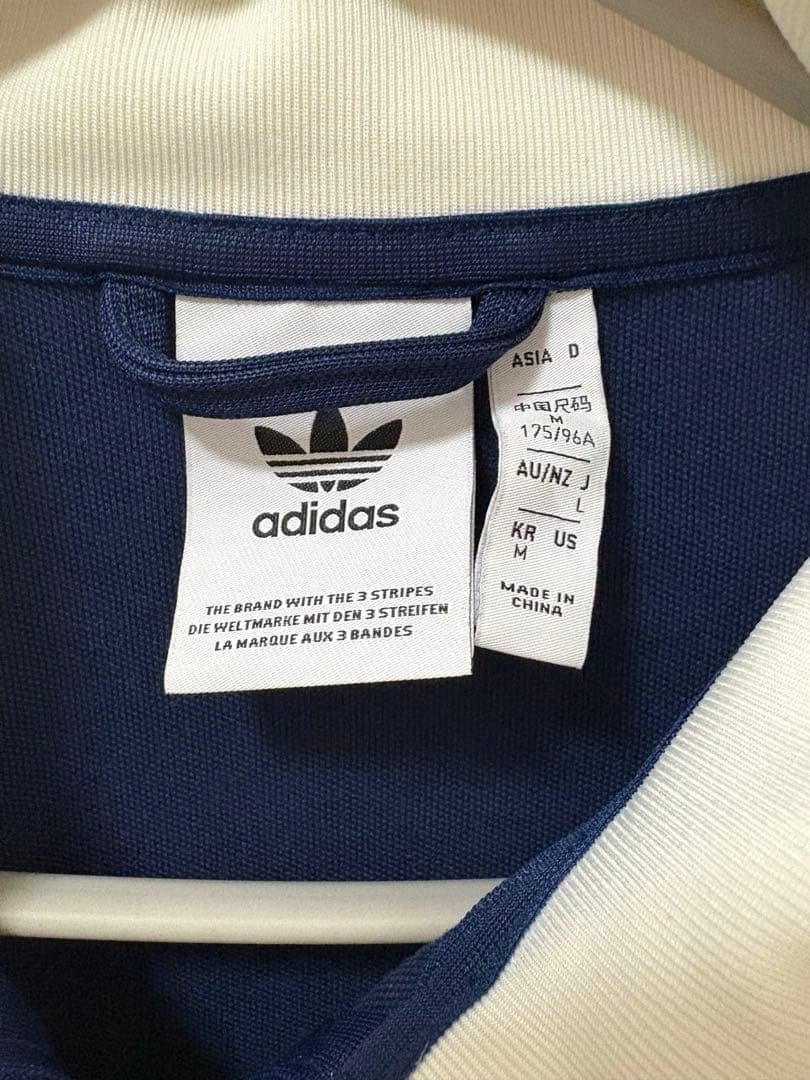 adidas
THE BRAND WITH THE 3 STRIPES
DIE WELTMARKE MIT DEN 3 STREIFEN
LA MARQUE AUX 3 BANDES
ASIA D
中国尺码
M
175/96A
AU/NZ J
L
KR US
M
MADE IN
CHINA